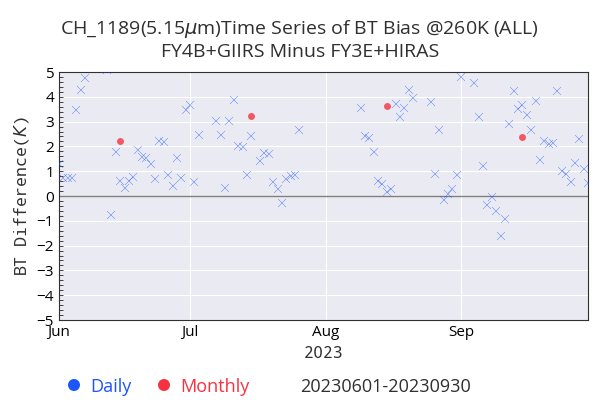 CH_1189(5.15μm)Time Series of BT Bias @260K (ALL)
FY4B+GIIRS Minus FY3E+HIRAS
BT Difference(K)
5
4
3
2
1
0
−1
−2
−3
−4
−5
Jun Jul Aug Sep
2023
Daily Monthly 20230601-20230930